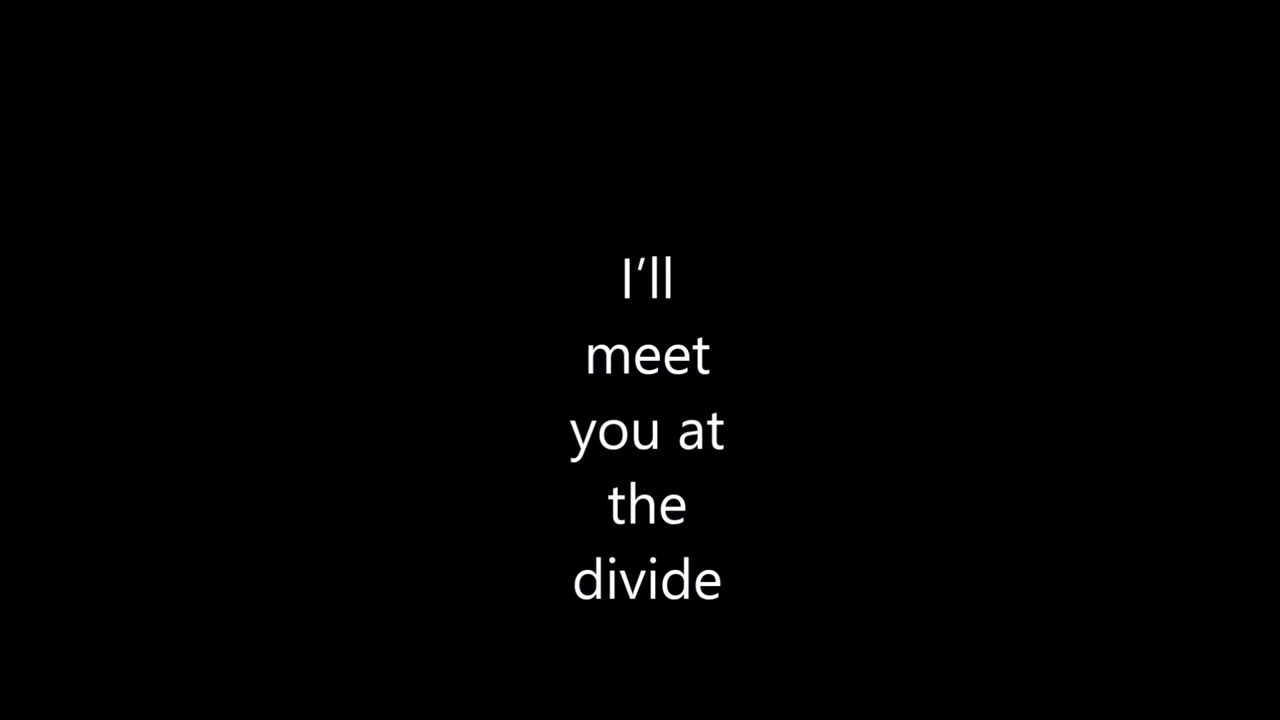 I’ll
meet
you at
the
divide